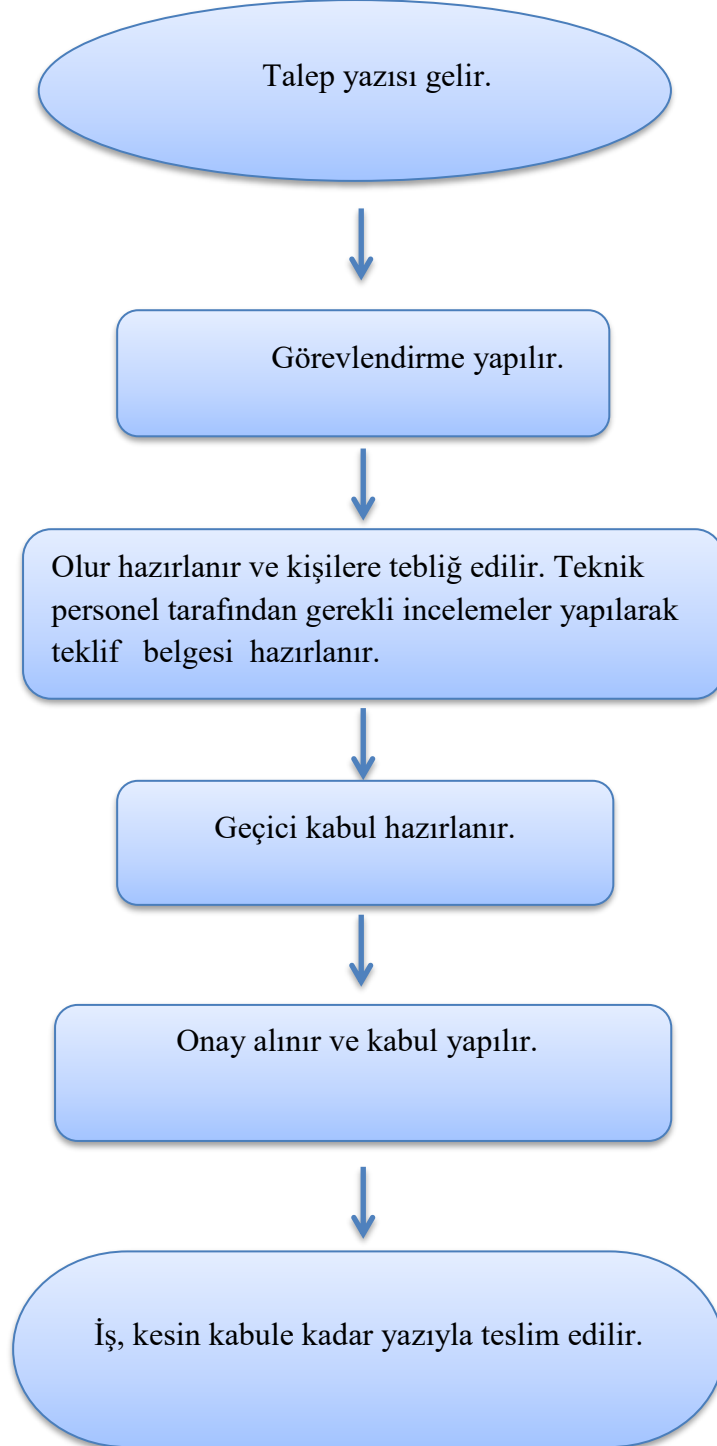 Talep yazısı gelir.
Görevlendirme yapılır.
Olur hazırlanır ve kişilere tebliğ edilir. Teknik
personel tarafından gerekli incelemeler yapılarak
teklif belgesi hazırlanır.
Geçici kabul hazırlanır.
Onay alınır ve kabul yapılır.
İş, kesin kabule kadar yazıyla teslim edilir.